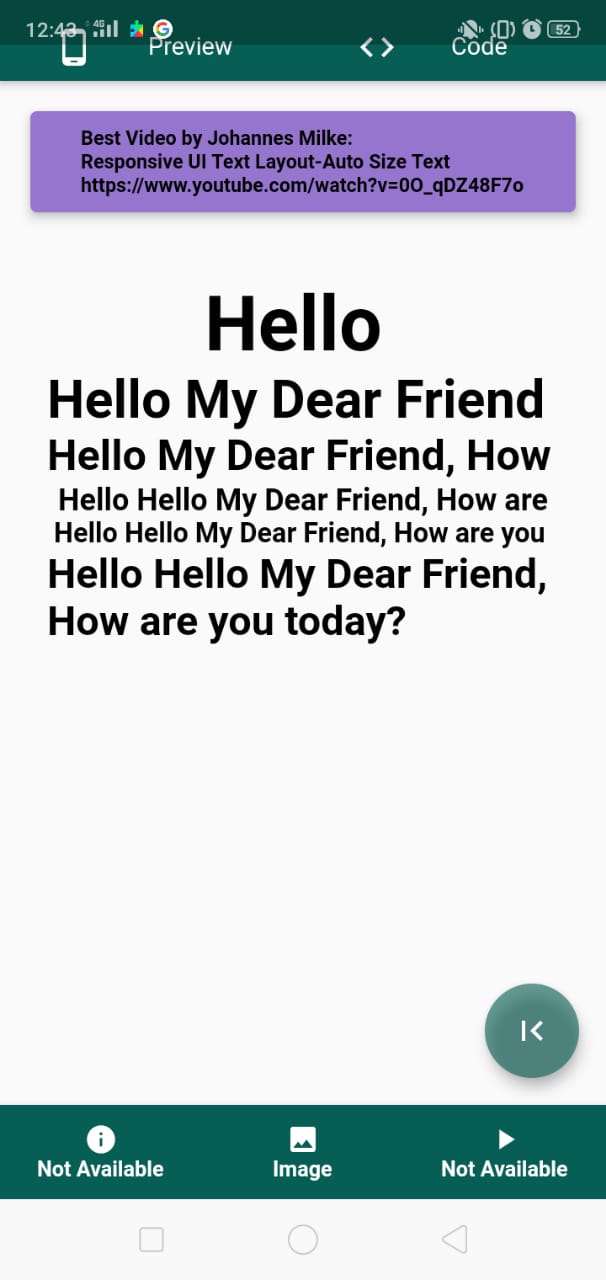 12:43 4G 52
Preview <> Code
Best Video by Johannes Milke:
Responsive UI Text Layout-Auto Size Text
https://www.youtube.com/watch?v=0O_qDZ48F7o
Hello
Hello My Dear Friend
Hello My Dear Friend, How
Hello Hello My Dear Friend, How are
Hello Hello My Dear Friend, How are you
Hello Hello My Dear Friend,
How are you today?
Not Available Image Not Available